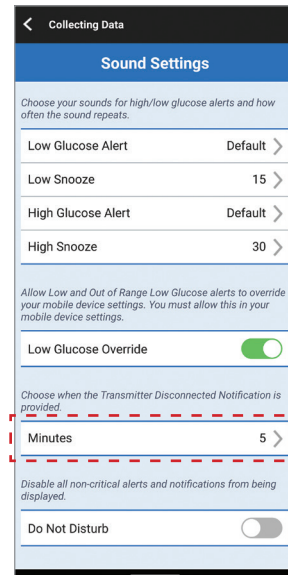 Collecting Data
Sound Settings
Choose your sounds for high/low glucose alerts and how
often the sound repeats.
Low Glucose Alert Default
Low Snooze 15
High Glucose Alert Default
High Snooze 30
Allow Low and Out of Range Low Glucose alerts to override
your mobile device settings. You must allow this in your
mobile device settings.
Low Glucose Override
Choose when the Transmitter Disconnected Notification is
provided.
Minutes 5
Disable all non-critical alerts and notifications from being
displayed.
Do Not Disturb